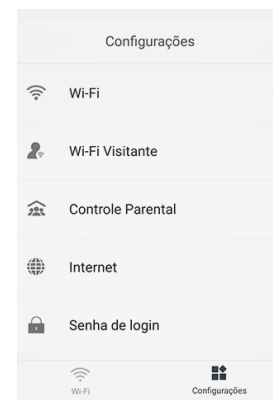 Configurações
Wi-Fi
Wi-Fi Visitante
Controle Parental
Internet
Senha de login
Wi-Fi
Configurações